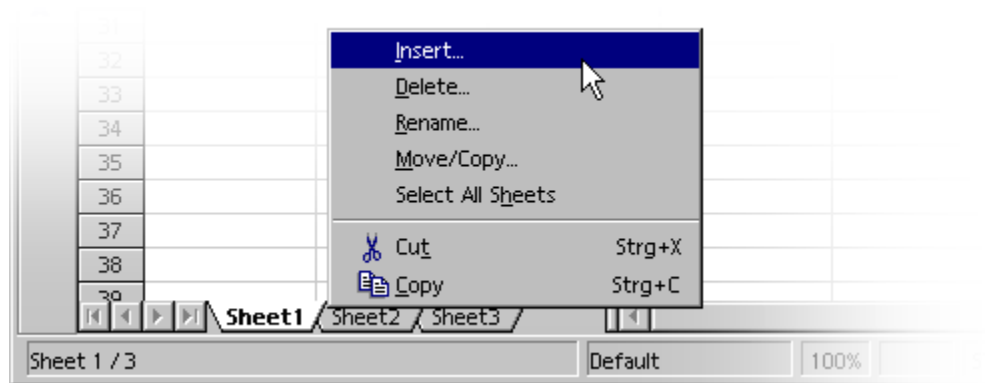 31
32
33
34
35
36
37
38
39
Insert...
Delete...
Rename...
Move/Copy...
Select All Sheets
Cut Strg+X
Copy Strg+C
Sheet1 Sheet2 Sheet3
Sheet 1 / 3 Default 100%